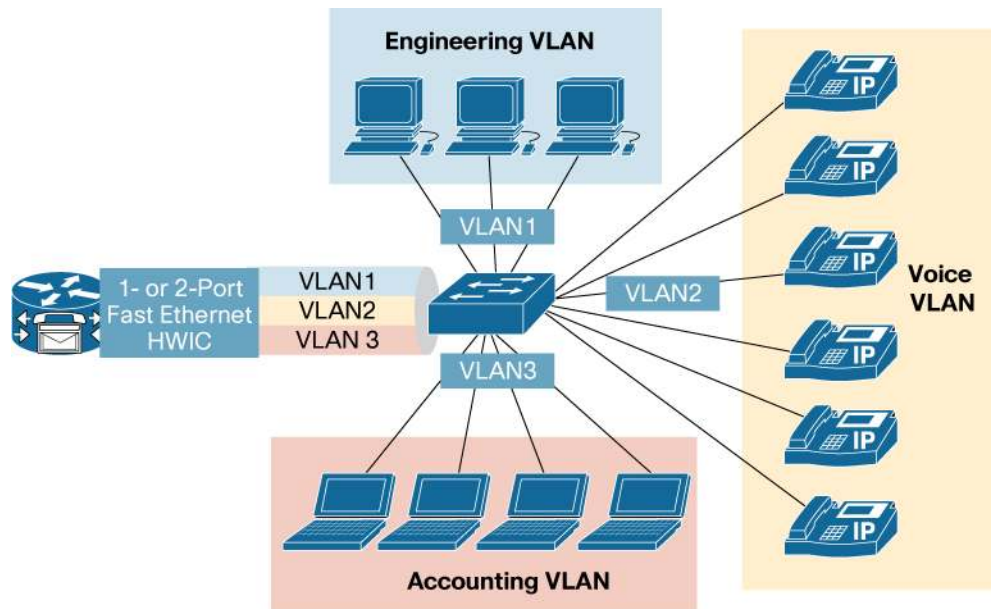 Engineering VLAN
VLAN1
1- or 2-Port
Fast Ethernet
HWIC
VLAN1
VLAN2
VLAN 3
VLAN2
VLAN3
Accounting VLAN
IP
IP
IP
IP
IP
IP
Voice
VLAN